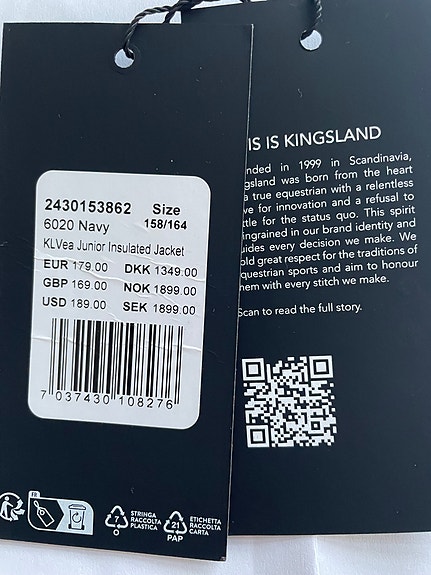 2430153862 Size
6020 Navy 158/164
KLVea Junior Insulated Jacket
EUR 179.00 DKK 1349.00
GBP 169.00 NOK 1899.00
USD 189.00 SEK 1899.00
7 037430 108276
FR
7
STRINGA
RACCOLTA
PLASTICA
21
PAP
ETICHETTA
RACCOLTA
CARTA
IS IS KINGSLAND
nded in 1999 in Scandinavia,
gsland was born from the heart
a true equestrian with a relentless
ve for innovation and a refusal to
ttle for the status quo. This spirit
ingrained in our brand identity and
uides every decision we make. We
old great respect for the traditions of
questrian sports and aim to honour
hem with every stitch we make.
Scan to read the full story.